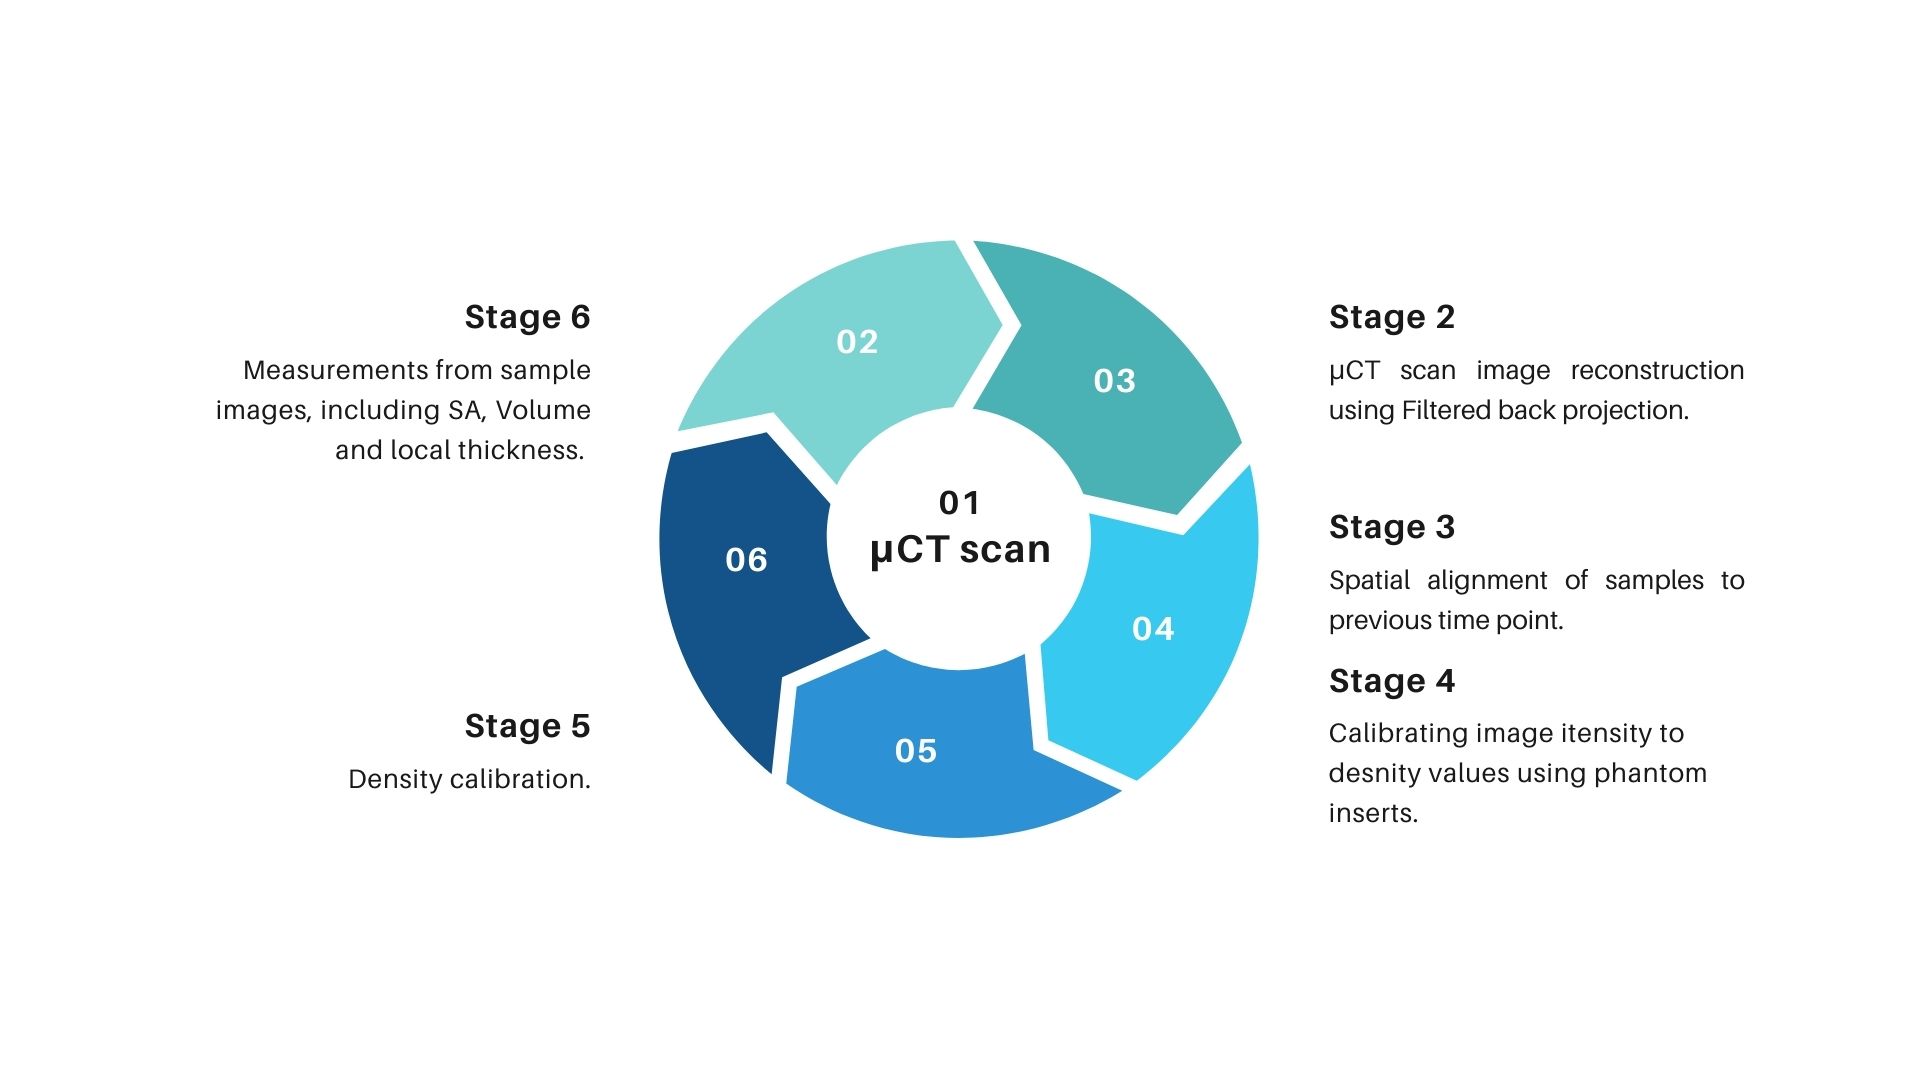 Stage 6
Measurements from sample
images, including SA, Volume
and local thickness.
Stage 5
Density calibration.
02
03
04
05
06
01
µCT scan
Stage 2
µCT scan image reconstruction
using Filtered back projection.
Stage 3
Spatial alignment of samples to
previous time point.
Stage 4
Calibrating image itensity to
desnity values using phantom
inserts.